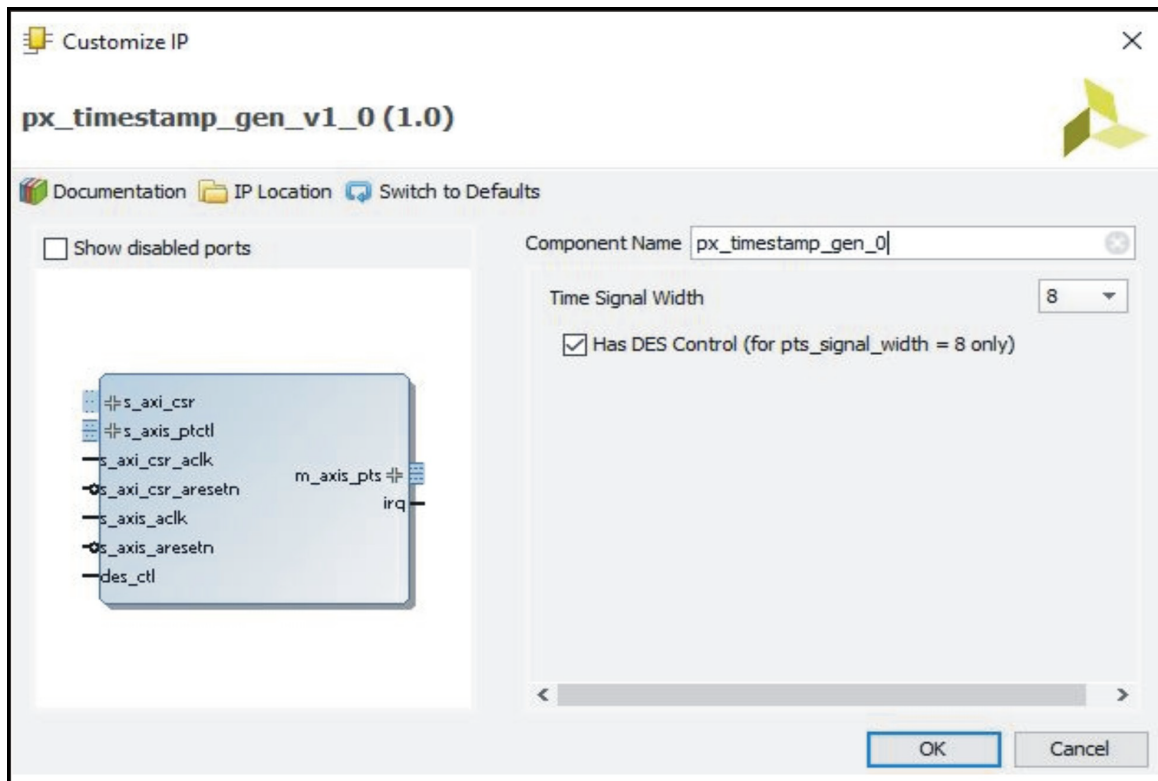 Customize IP
px_timestamp_gen_v1_0 (1.0)
Documentation IP Location Switch to Defaults
Show disabled ports
s_axi_csr
s_axis_ptctl
s_axi_csr_aclk
s_axi_csr_aresetn
s_axis_aclk
s_axis_aresetn
des_ctl
m_axis_pts
irq
Component Name px_timestamp_gen_0
Time Signal Width 8
Has DES Control (for pts_signal_width = 8 only)
OK Cancel